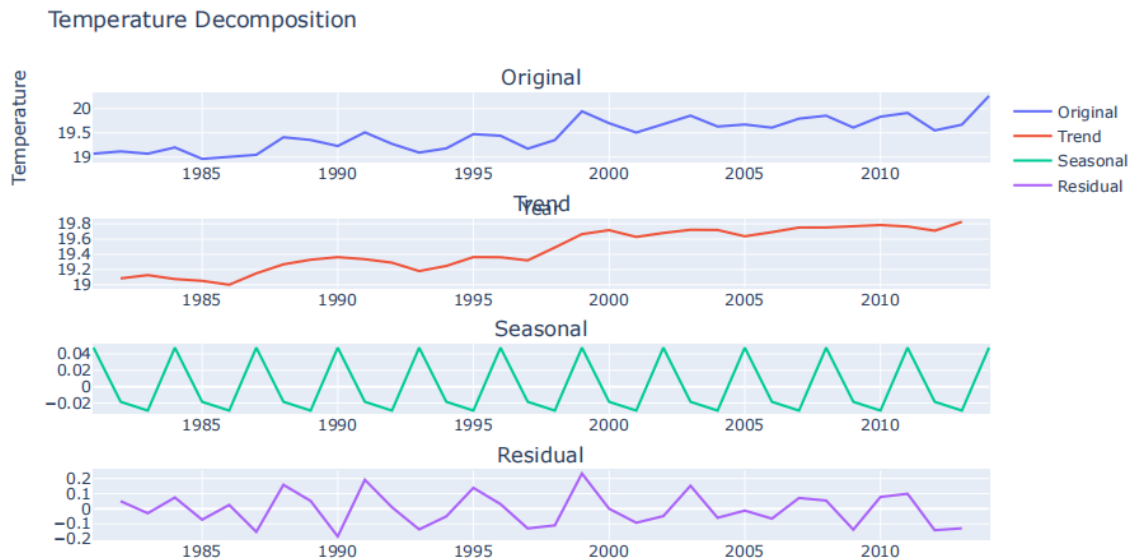 Temperature Decomposition
Original
Temperature
20
19.5
19
1985 1990 1995 2000 2005 2010
Original
Trend
Seasonal
Residual
Year
Trend
19.8
19.6
19.4
19.2
19
1985 1990 1995 2000 2005 2010
Seasonal
0.04
0.02
0
−0.02
1985 1990 1995 2000 2005 2010
Residual
0.2
0.1
0
−0.1
−0.2
1985 1990 1995 2000 2005 2010